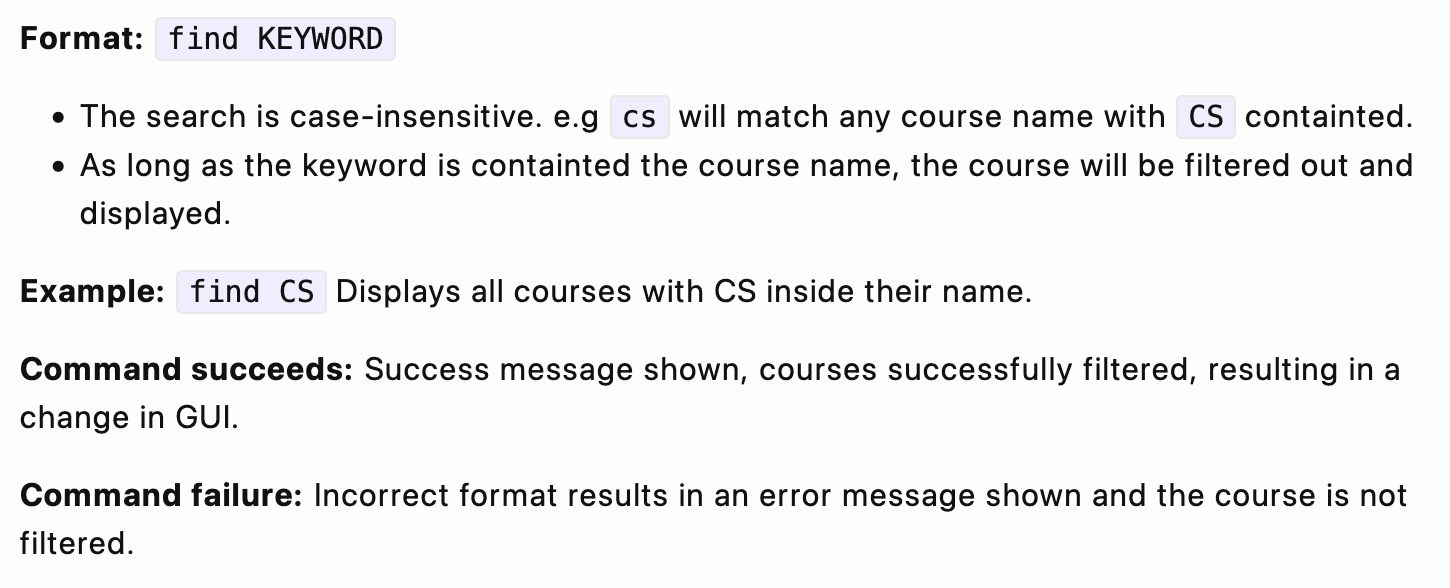 Format: find KEYWORD
• The search is case-insensitive. e.g cs will match any course name with CS containted.
• As long as the keyword is containted the course name, the course will be filtered out and
displayed.
Example: find CS Displays all courses with CS inside their name.
Command succeeds: Success message shown, courses successfully filtered, resulting in a
change in GUI.
Command failure: Incorrect format results in an error message shown and the course is not
filtered.